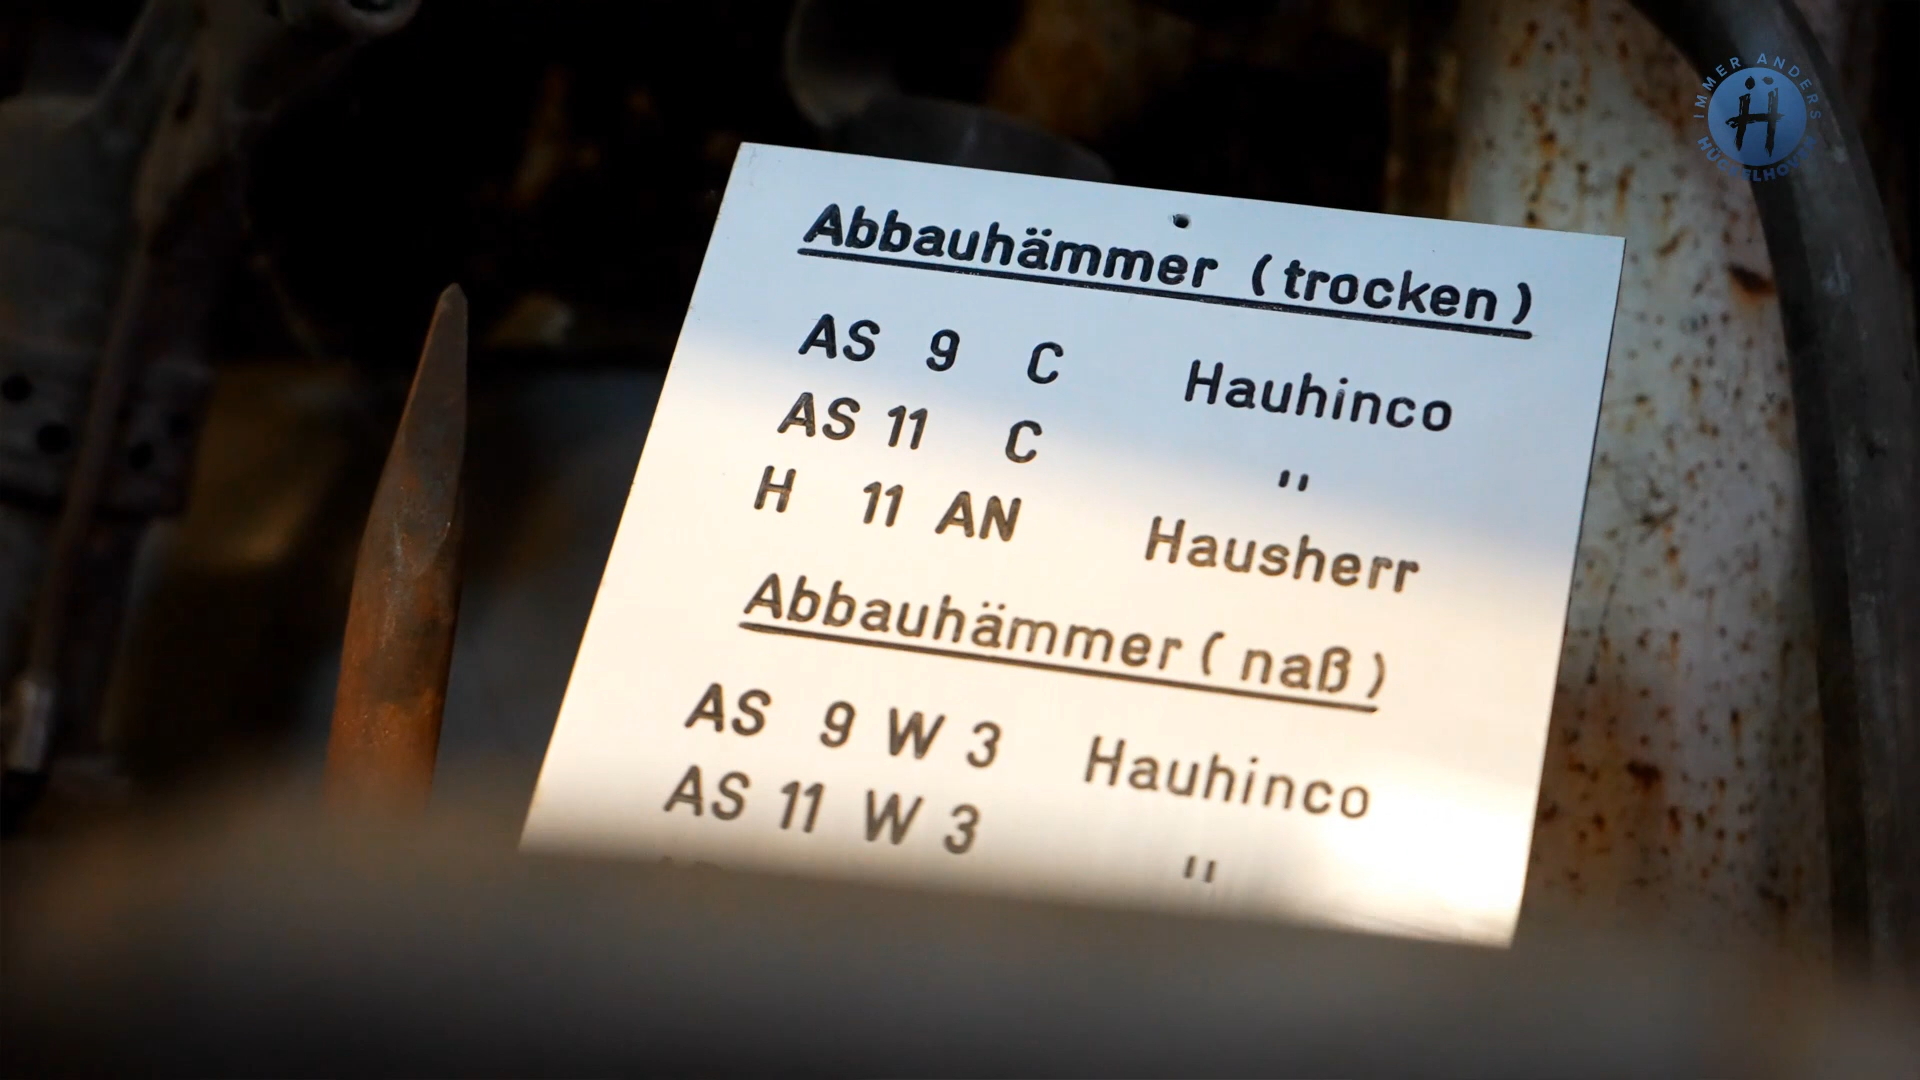 IMMER ANDERS
HÜCKELHOVEN
Abbauhämmer (trocken)
AS 9 C Hauhinco
AS 11 C "
H 11 AN Hausherr
Abbauhämmer (naß)
AS 9 W 3 Hauhinco
AS 11 W 3 "